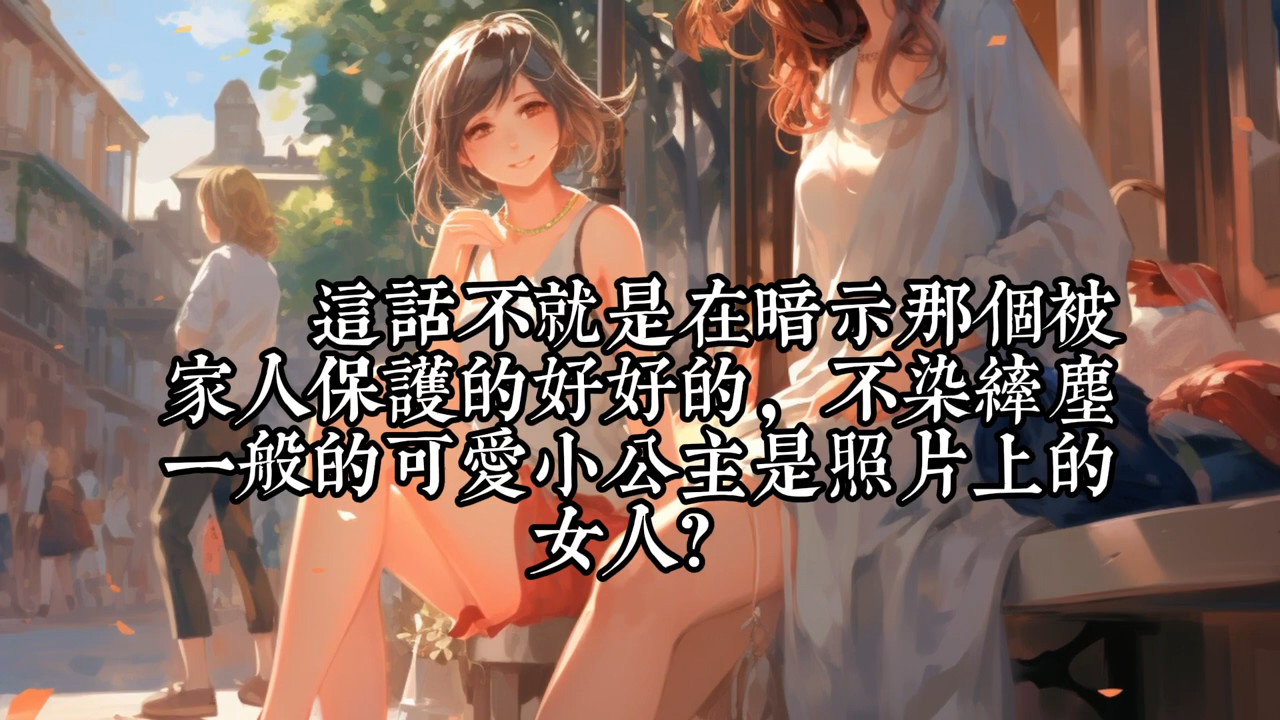 這話不就是在暗示那個被
家人保護的好好的，不染縴塵
一般的可愛小公主是照片上的
女人？